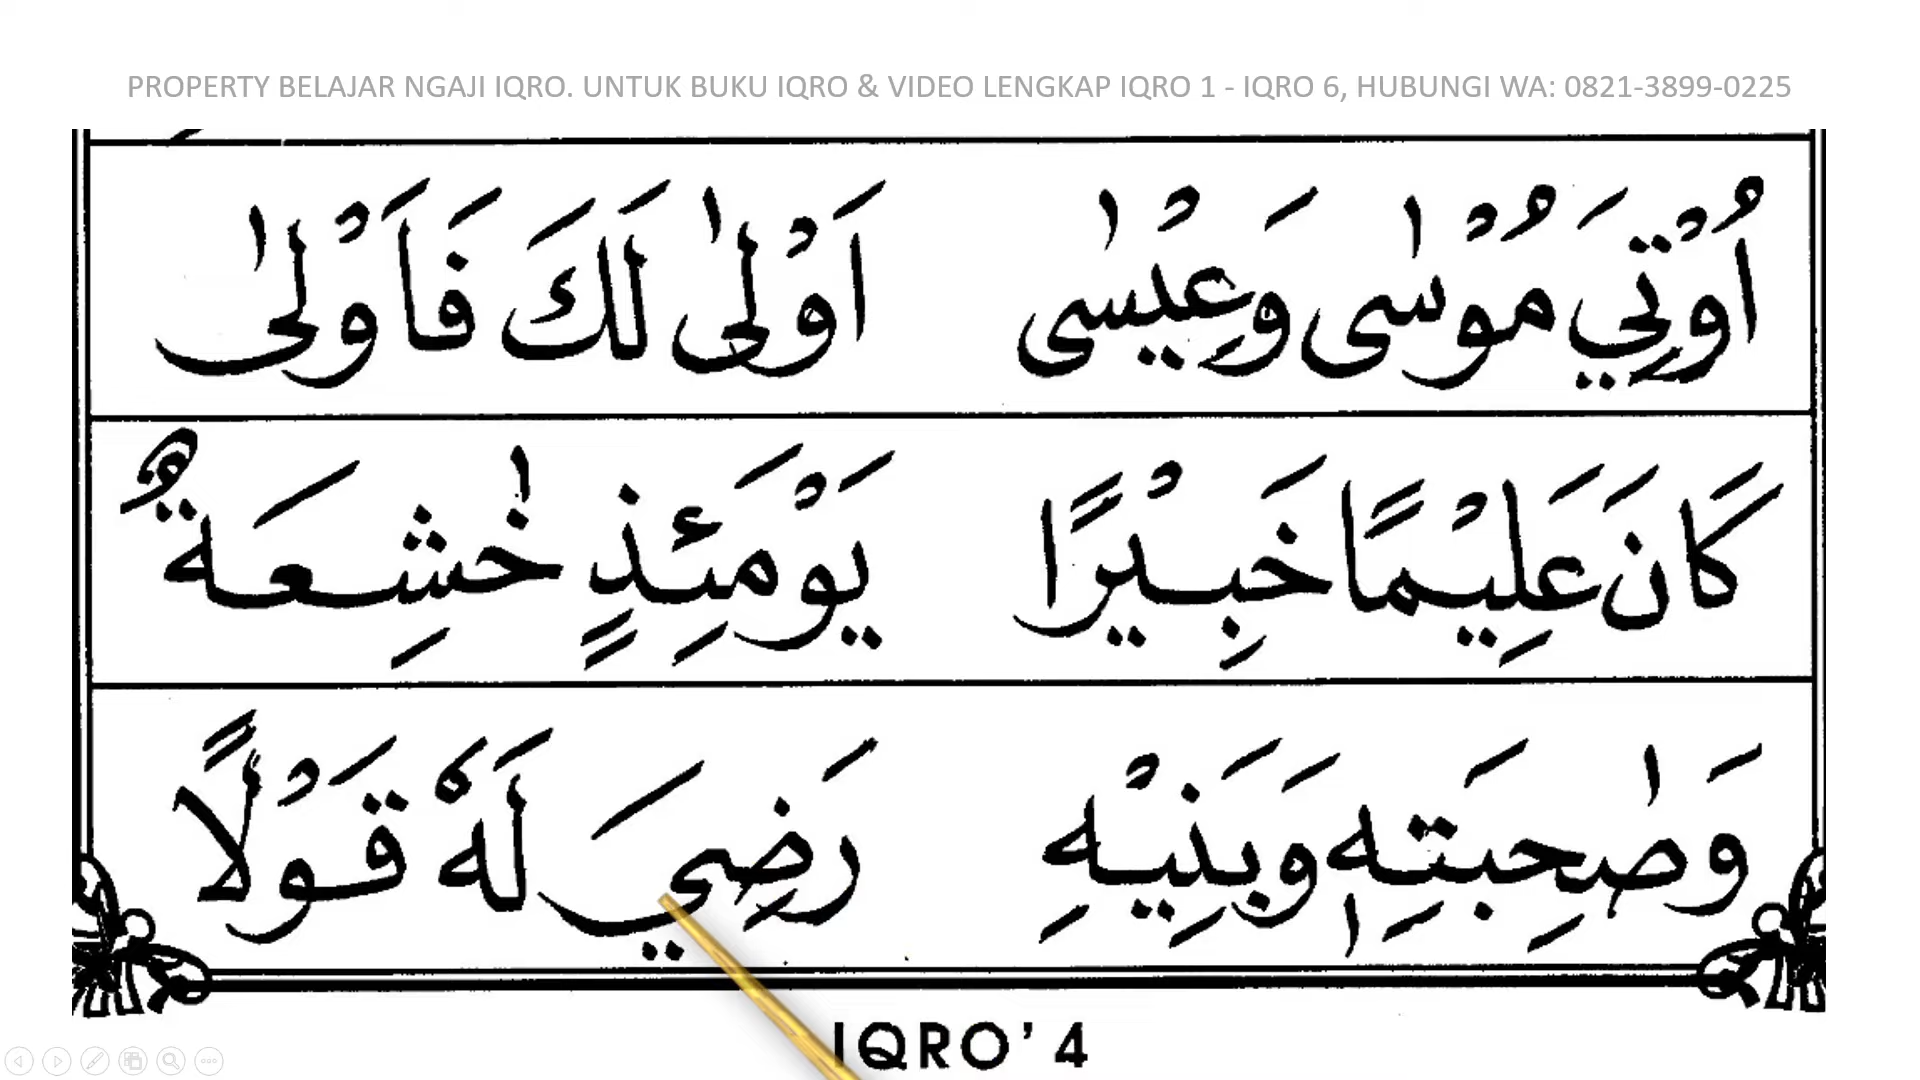 PROPERTY BELAJAR NGAJI IQRO. UNTUK BUKU IQRO & VIDEO LENGKAP IQRO 1 - IQRO 6, HUBUNGI WA: 0821-3899-0225
اُوْتِيَ مُوْسٰى وَعِيْسٰى اَوْلٰى لَكَ فَاَوْلٰى
كَانَ عَلِيْمًا خَبِيْرًا يَوْمَئِذٍ خٰشِعَةٌ
وَصٰحِبَتِهٖ وَبَنِيْهِ رَضِيَ لَهٗ قَوْلًا
IQRO' 4